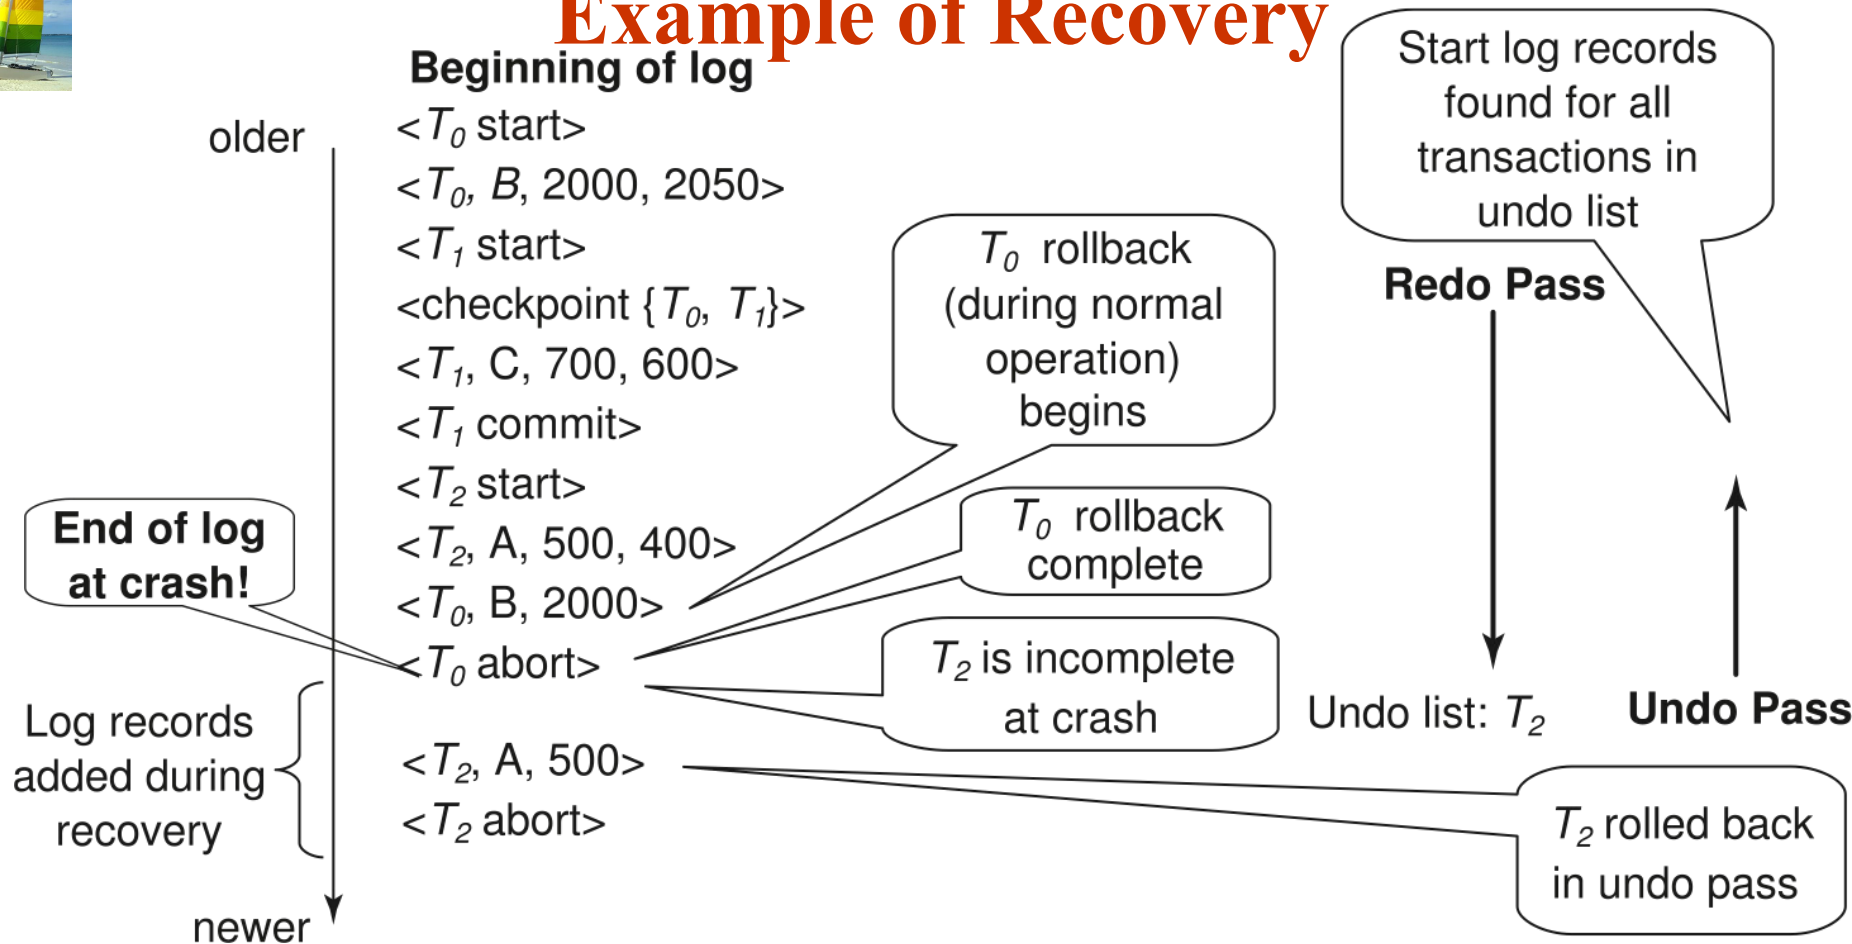 Example of Recovery
Beginning of log
older
<T0 start>
<T0, B, 2000, 2050>
<T1 start>
<checkpoint {T0, T1}>
<T1, C, 700, 600>
<T1 commit>
<T2 start>
<T2, A, 500, 400>
<T0, B, 2000>
<T0 abort>
<T2, A, 500>
<T2 abort>
newer
End of log
at crash!
Log records
added during
recovery
T0 rollback
(during normal
operation)
begins
T0 rollback
complete
T2 is incomplete
at crash
Start log records
found for all
transactions in
undo list
Redo Pass
Undo list: T2
Undo Pass
T2 rolled back
in undo pass